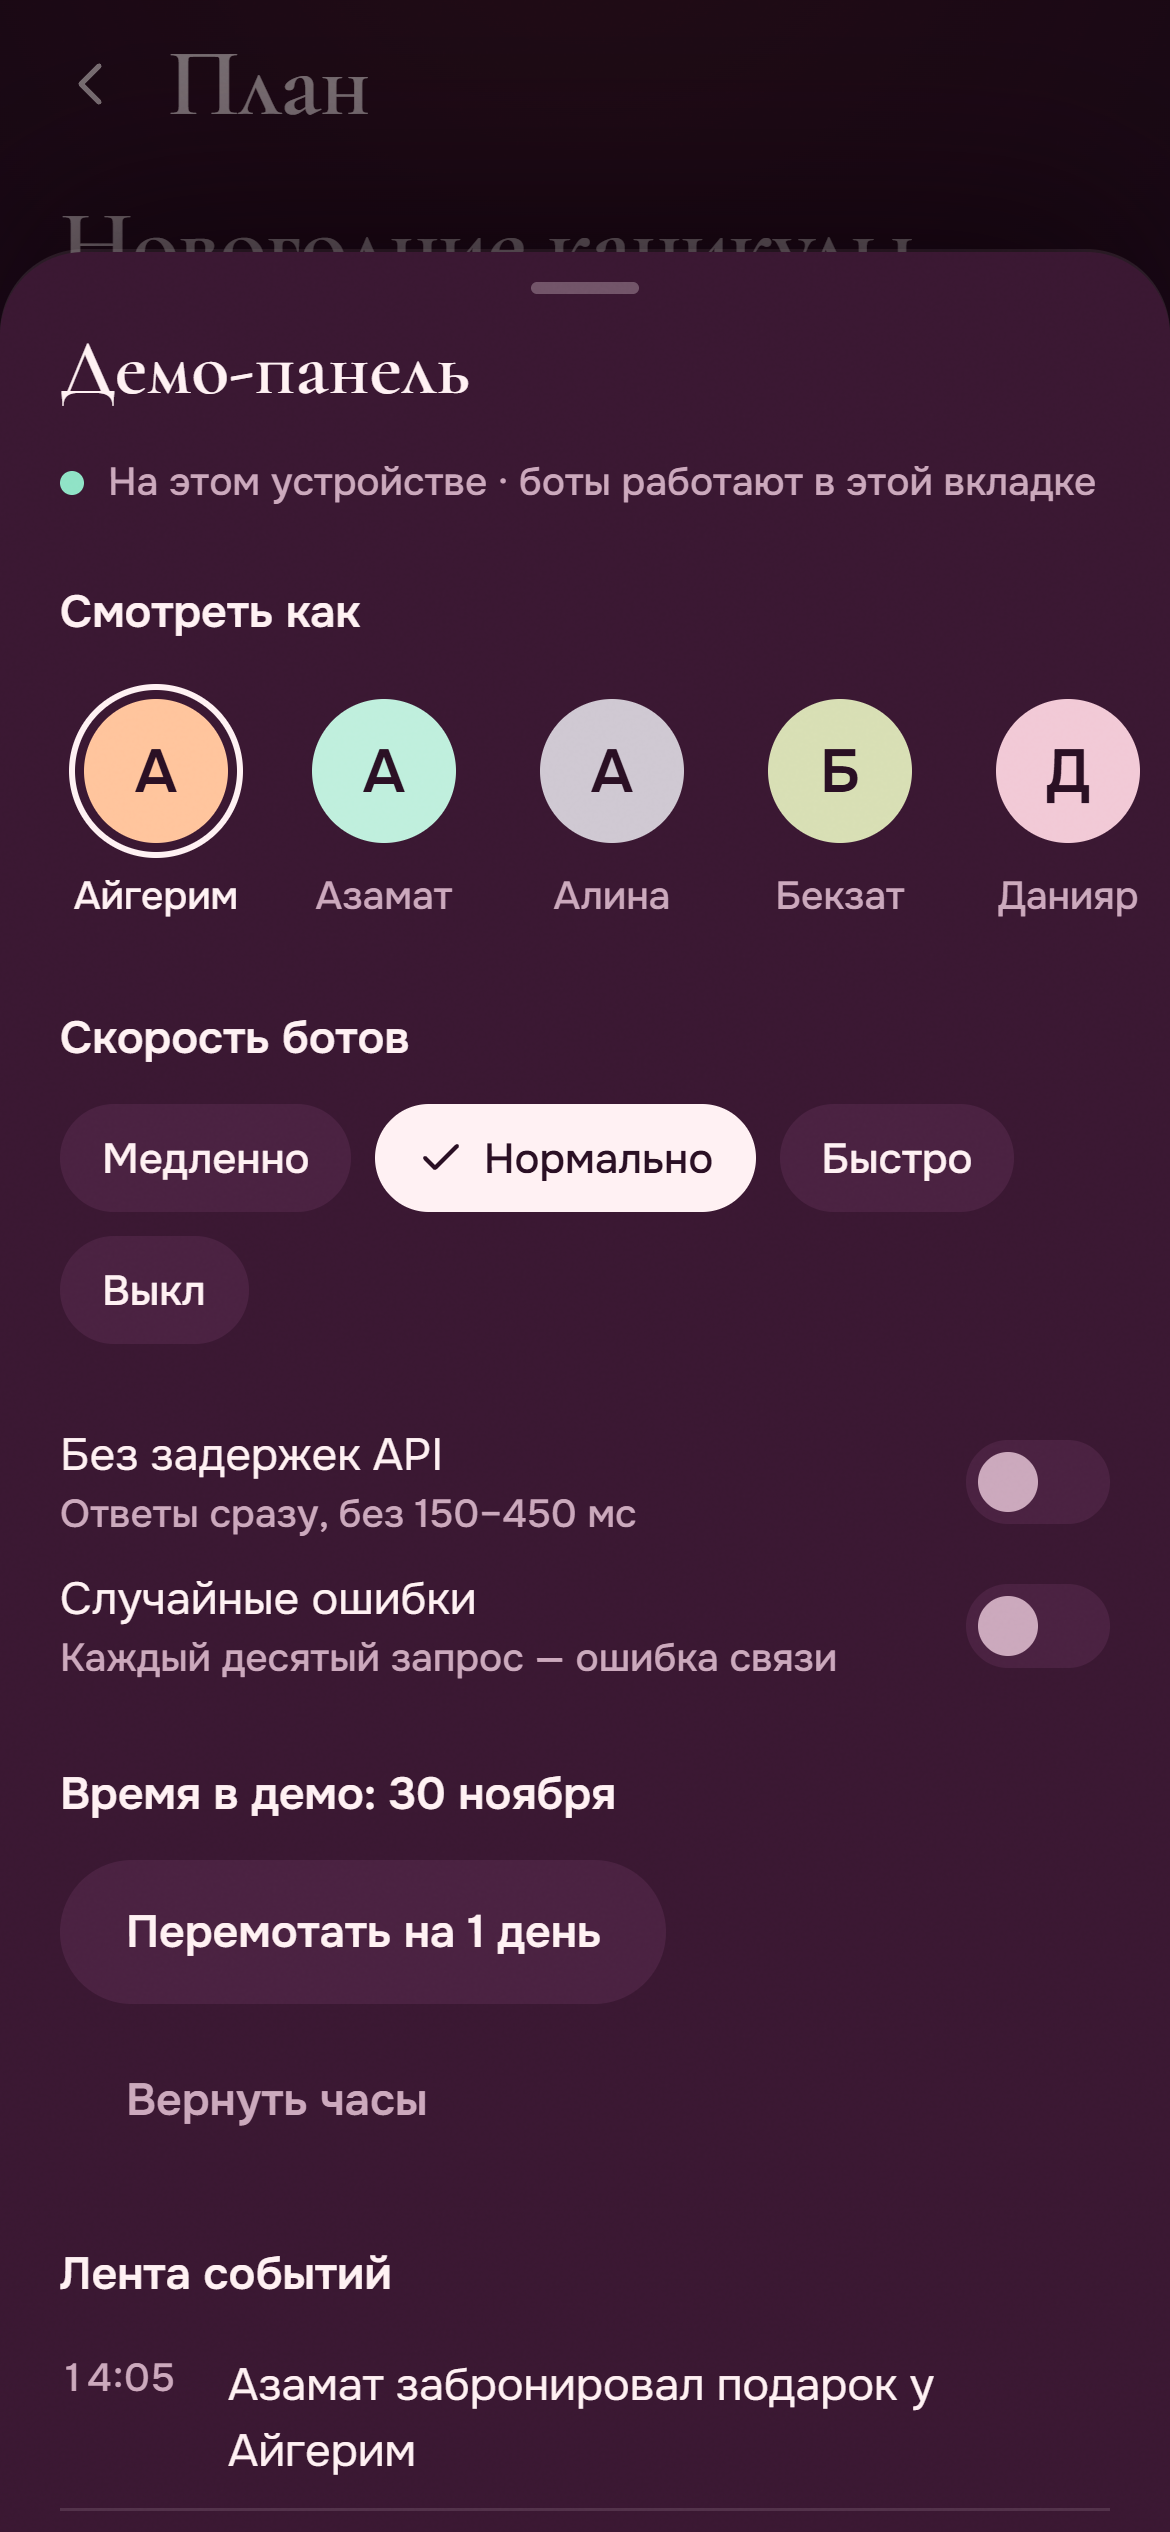 План
Новогодние каникулы
Демо-панель
На этом устройстве · боты работают в этой вкладке
Смотреть как
А А А Б Д
Айгерим Азамат Алина Бекзат Данияр
Скорость ботов
Медленно Нормально Быстро
Выкл
Без задержек API
Ответы сразу, без 150–450 мс
Случайные ошибки
Каждый десятый запрос — ошибка связи
Время в демо: 30 ноября
Перемотать на 1 день
Вернуть часы
Лента событий
14:05 Азамат забронировал подарок у
Айгерим